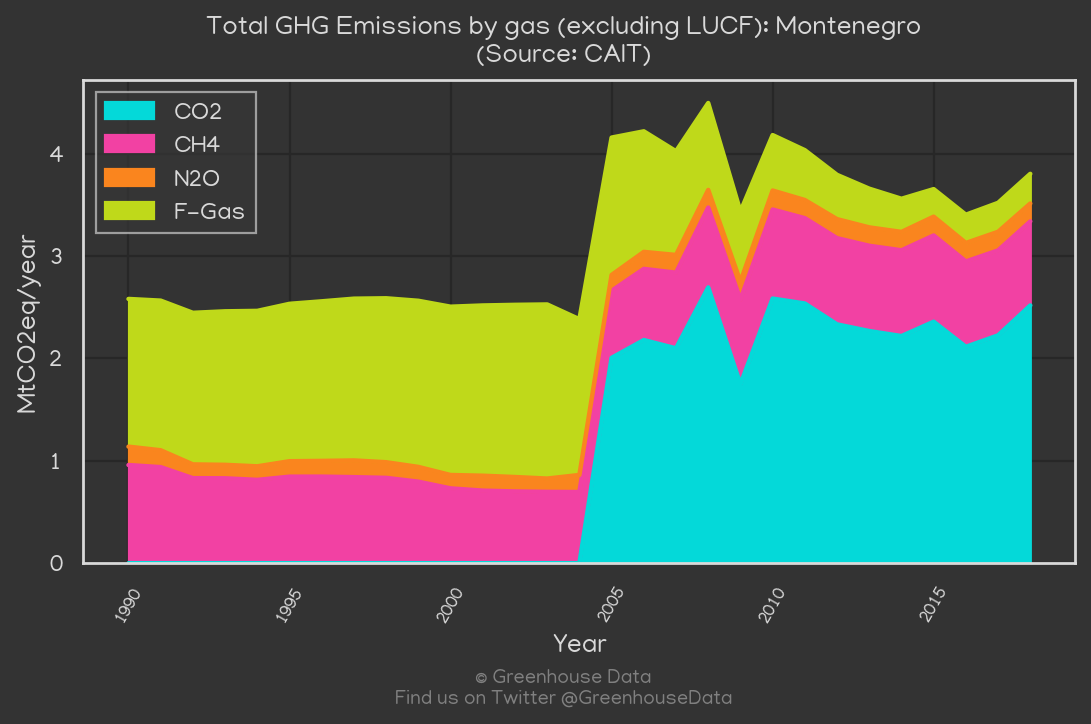 Total GHG Emissions by gas (excluding LUCF): Montenegro
(Source: CAIT)
CO2
CH4
N2O
F-Gas
MtCO2eq/year
4
3
2
1
0
1990
1995
2000
2005
2010
2015
Year
© Greenhouse Data
Find us on Twitter @GreenhouseData